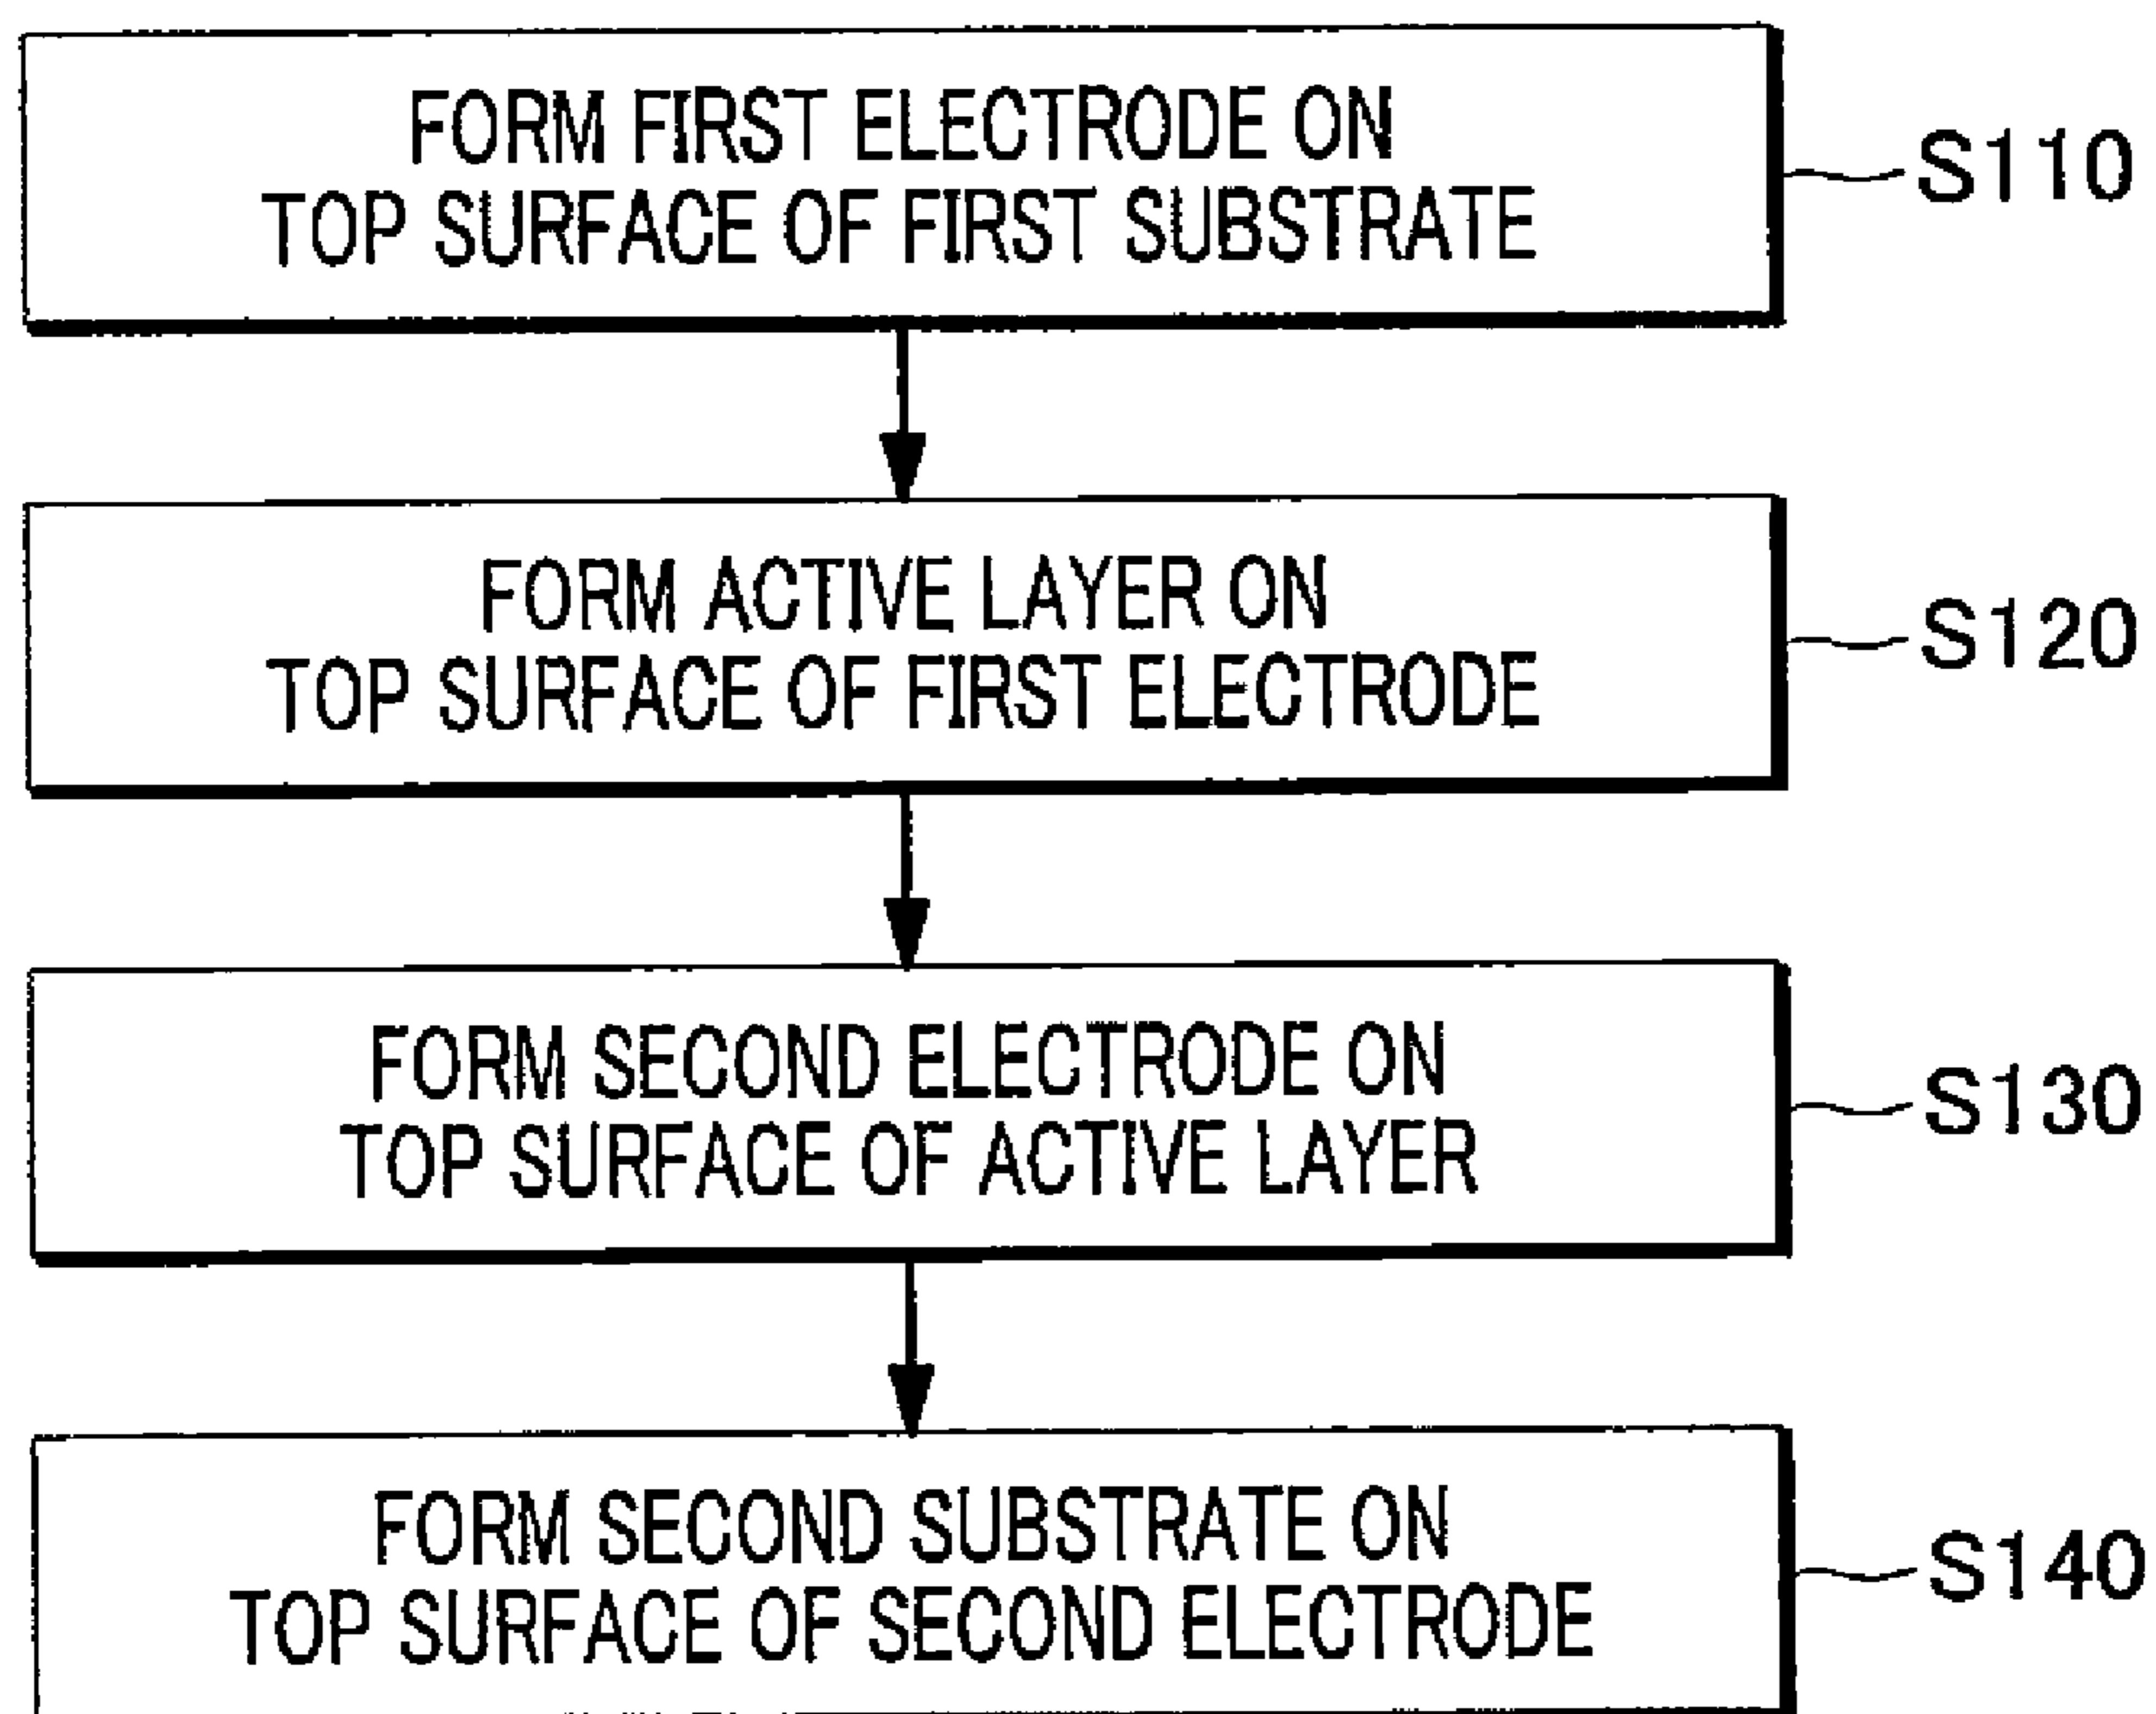 FORM FIRST ELECTRODE ON
TOP SURFACE OF FIRST SUBSTRATE
S110
FORM ACTIVE LAYER ON
TOP SURFACE OF FIRST ELECTRODE
S120
FORM SECOND ELECTRODE ON
TOP SURFACE OF ACTIVE LAYER
S130
FORM SECOND SUBSTRATE ON
TOP SURFACE OF SECOND ELECTRODE
S140